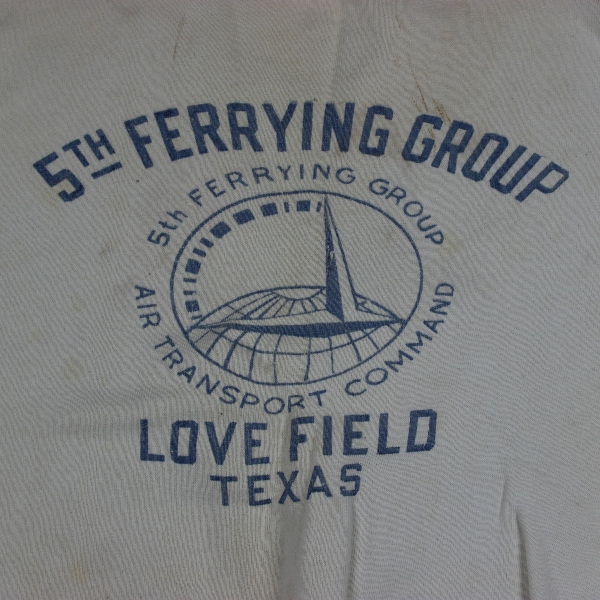 5TH FERRYING GROUP
5th FERRYING GROUP
AIR TRANSPORT COMMAND
LOVE FIELD
TEXAS